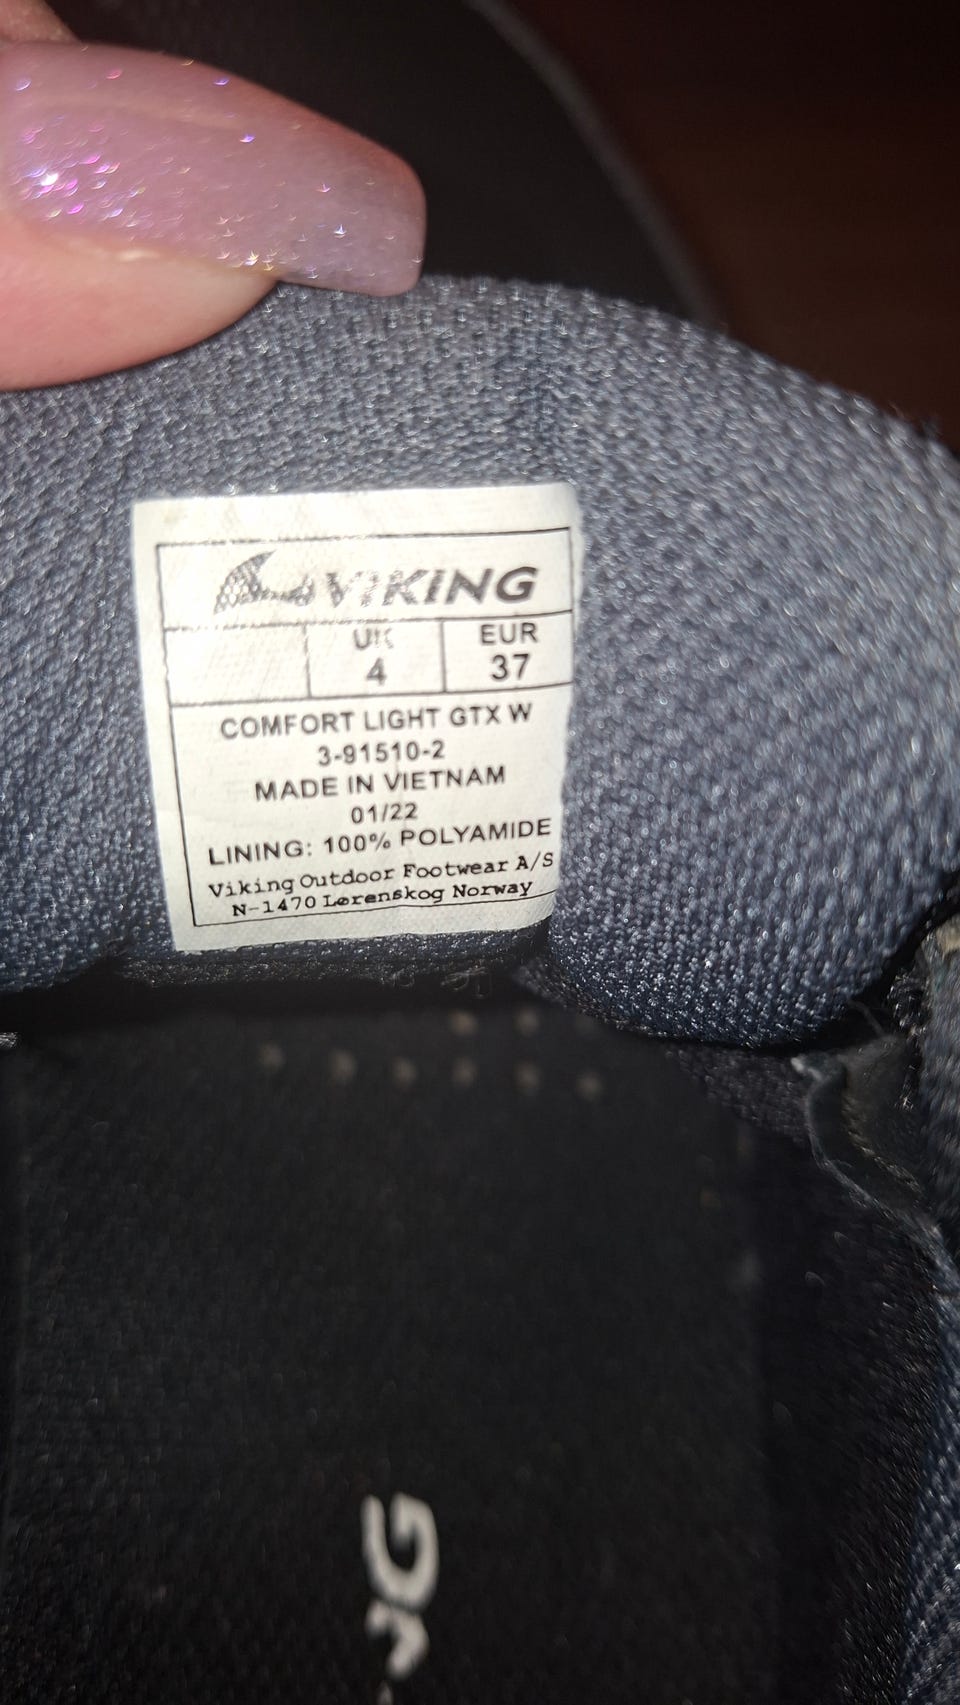 VIKING
UK EUR
4 37
COMFORT LIGHT GTX W
3-91510-2
MADE IN VIETNAM
01/22
LINING: 100% POLYAMIDE
Viking Outdoor Footwear A/S
N-1470 Lørenskog Norway
NG